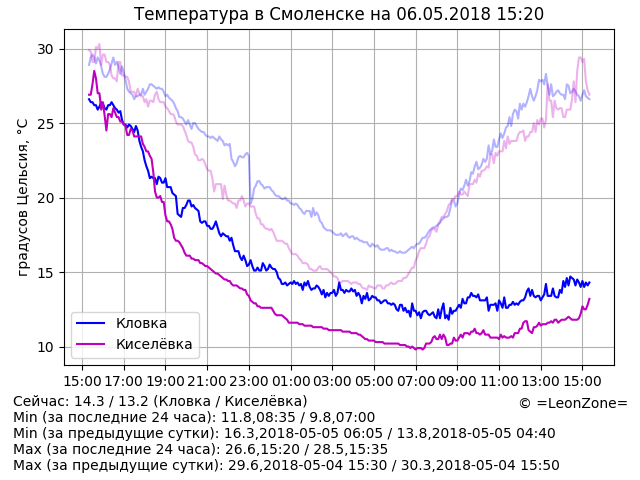 Температура в Смоленске на 06.05.2018 15:20
градусов Цельсия, °C
30
25
20
15
10
Кловка
Киселёвка
15:00 17:00 19:00 21:00 23:00 01:00 03:00 05:00 07:00 09:00 11:00 13:00 15:00
Сейчас: 14.3 / 13.2 (Кловка / Киселёвка)
© =LeonZone=
Min (за последние 24 часа): 11.8,08:35 / 9.8,07:00
Min (за предыдущие сутки): 16.3,2018-05-05 06:05 / 13.8,2018-05-05 04:40
Max (за последние 24 часа): 26.6,15:20 / 28.5,15:35
Max (за предыдущие сутки): 29.6,2018-05-04 15:30 / 30.3,2018-05-04 15:50